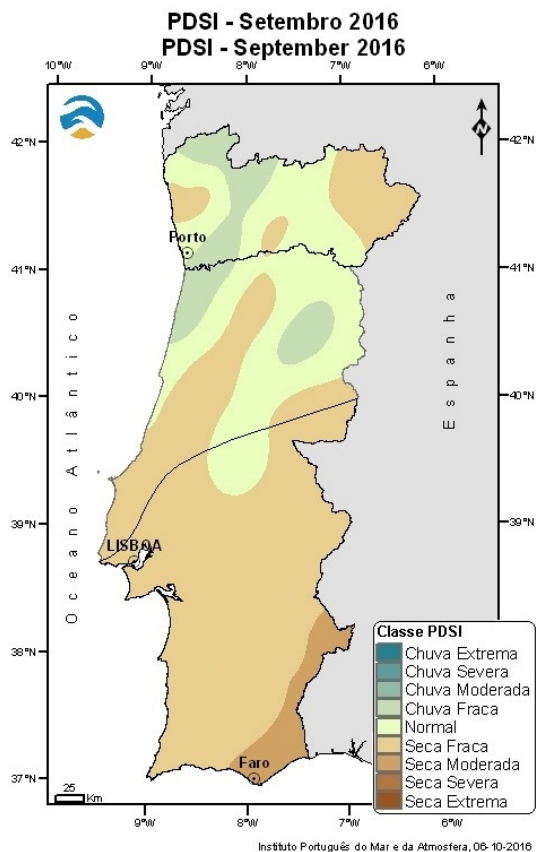 PDSI - Setembro 2016
PDSI - September 2016
10°W 9°W 8°W 7°W 6°W
42°N 42°N
Porto
41°N 41°N
Oceano Atlântico
Espanha
40°N 40°N
39°N 39°N
LISBOA
38°N 38°N
Classe PDSI
Chuva Extrema
Chuva Severa
Chuva Moderada
Chuva Fraca
Normal
Seca Fraca
Seca Moderada
Seca Severa
Seca Extrema
Faro
37°N 37°N
25
Km
N
9°W 8°W 7°W 6°W
Instituto Português do Mar e da Atmosfera, 06-10-2016